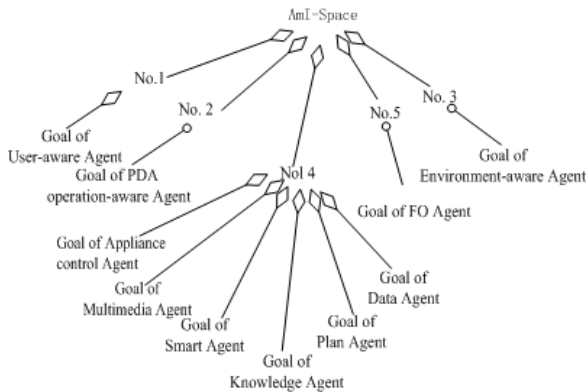 AmI-Space
No.1
No. 2
No.5
No. 3
Goal of
User-aware Agent
Goal of PDA
operation-aware Agent
Nol 4
Goal of
Environment-aware Agent
Goal of FO Agent
Goal of Appliance
control Agent
Goal of
Multimedia Agent
Goal of
Smart Agent
Goal of
Knowledge Agent
Goal of
Plan Agent
Goal of
Data Agent